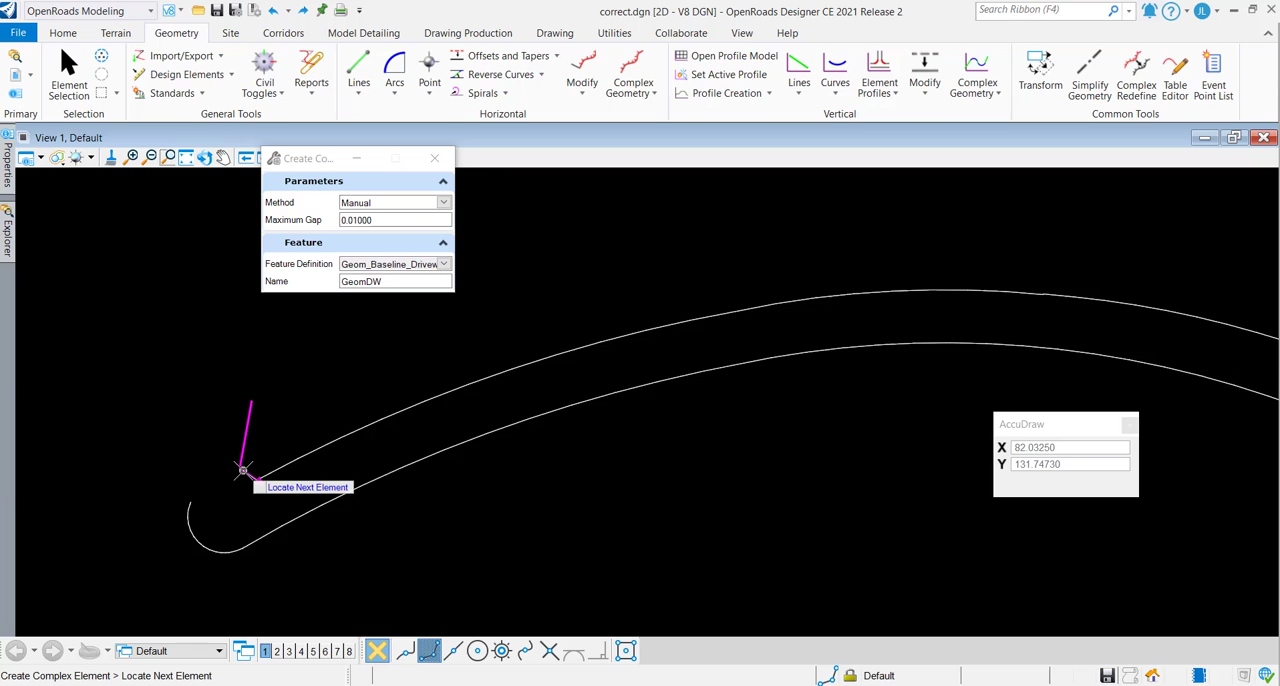 OpenRoads Modeling
correct.dgn [2D - V8 DGN] - OpenRoads Designer CE 2021 Release 2
Search Ribbon (F4)
JL
File Home Terrain Geometry Site Corridors Model Detailing Drawing Production Drawing Utilities Collaborate View Help
Element Selection
Import/Export
Design Elements
Standards
Civil Toggles
Reports
Lines
Arcs
Point
Offsets and Tapers
Reverse Curves
Spirals
Modify
Complex Geometry
Open Profile Model
Set Active Profile
Profile Creation
Lines
Curves
Element Profiles
Modify
Complex Geometry
Transform
Simplify Geometry
Complex Redefine
Table Editor
Event Point List
Primary Selection General Tools Horizontal Vertical Common Tools
View 1, Default
Properties
Explorer
Create Co...
Parameters
Method Manual
Maximum Gap 0.01000
Feature
Feature Definition Geom_Baseline_Drivew
Name GeomDW
Locate Next Element
AccuDraw
X 82.03250
Y 131.74730
Default 1 2 3 4 5 6 7 8
Create Complex Element > Locate Next Element
Default